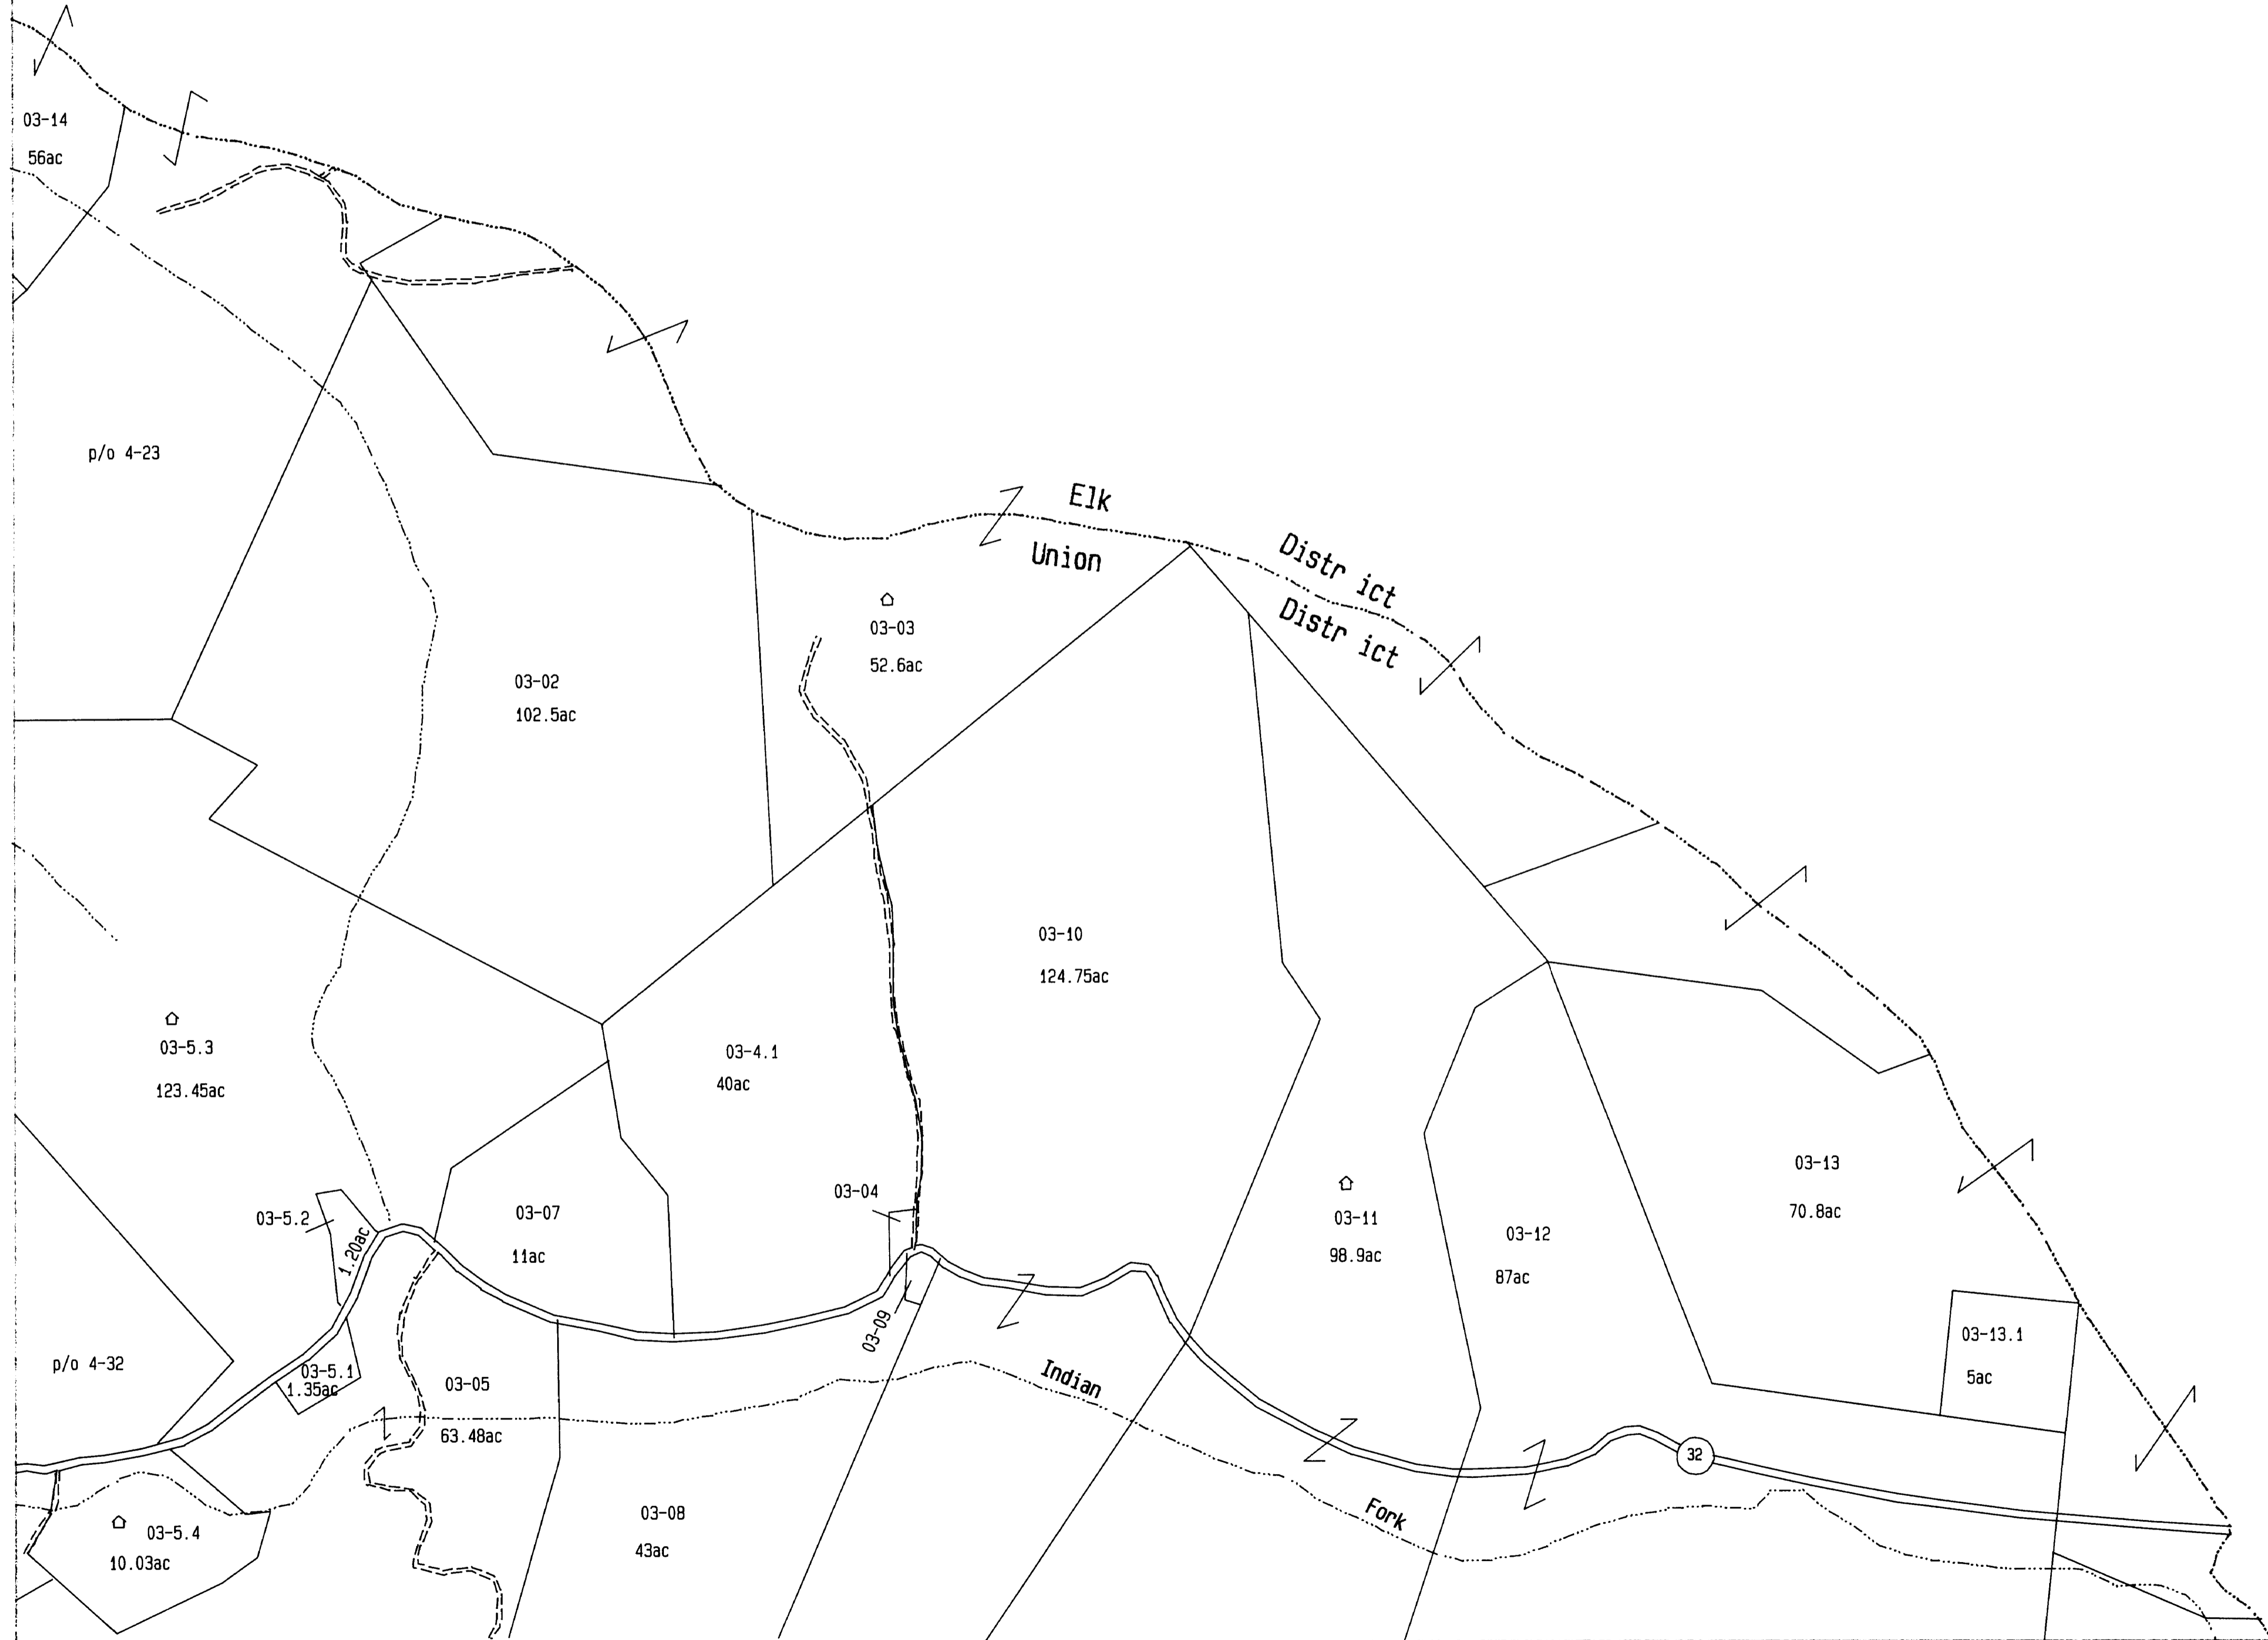 03-14
56ac
p/o 4-23
Elk
Union
Distr ict
Distr ict
03-03
52.6ac
03-02
102.5ac
03-10
124.75ac
03-5.3
123.45ac
03-4.1
40ac
03-04
03-13
70.8ac
03-5.2
1.20ac
03-07
11ac
03-11
98.9ac
03-12
87ac
03-09
03-13.1
5ac
p/o 4-32
03-5.1
1.35ac
03-05
63.48ac
Indian
Fork
32
03-08
43ac
03-5.4
10.03ac